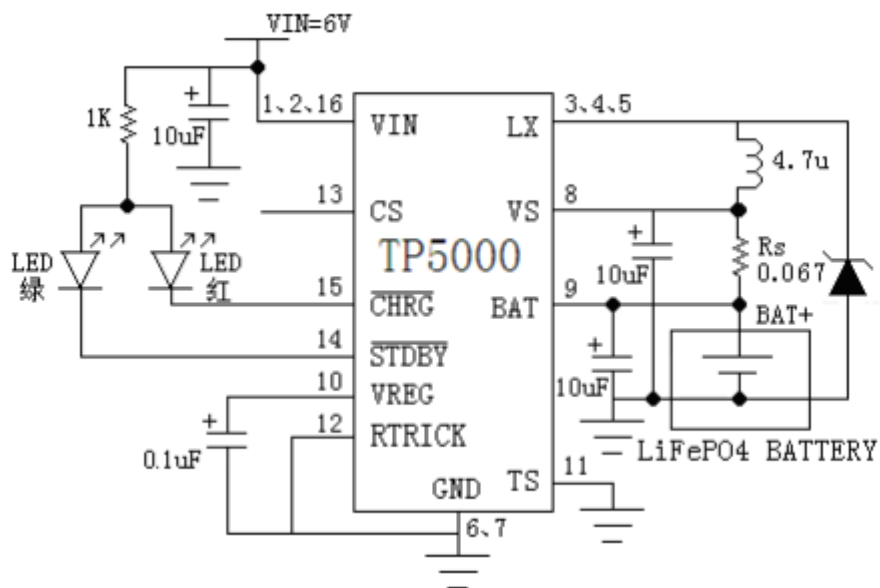 VIN=6V
1K
10uF
1、2、16
VIN
LX
3、4、5
4.7u
13
CS
VS
8
TP5000
LED
绿
LED
红
10uF
Rs
0.067
15
CHRG
BAT
9
BAT+
14
STDBY
10uF
10
VREG
12
RTRICK
0.1uF
LiFePO4 BATTERY
GND
TS
11
6、7